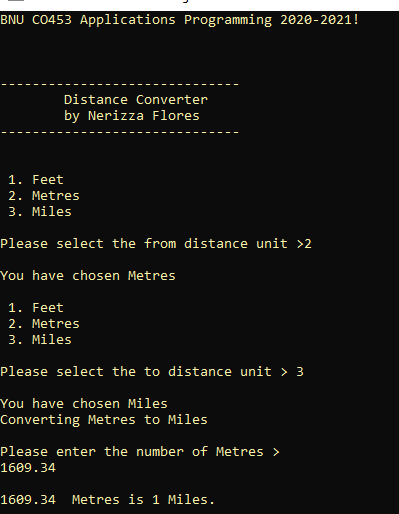 BNU CO453 Applications Programming 2020-2021!
------------------------------
Distance Converter
by Nerizza Flores
------------------------------
1. Feet
2. Metres
3. Miles
Please select the from distance unit >2
You have chosen Metres
1. Feet
2. Metres
3. Miles
Please select the to distance unit > 3
You have chosen Miles
Converting Metres to Miles
Please enter the number of Metres >
1609.34
1609.34  Metres is 1 Miles.